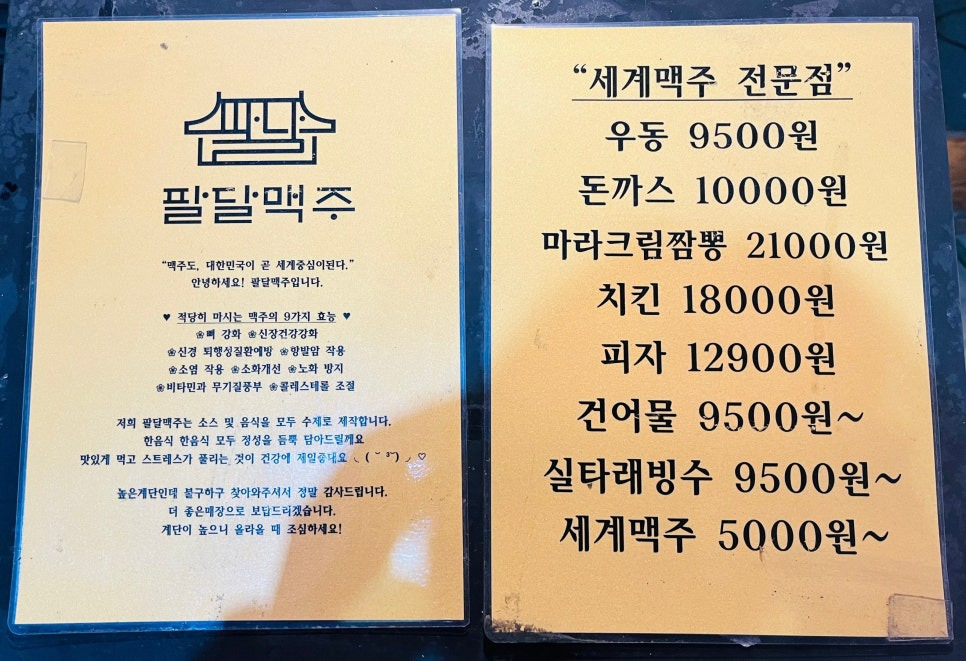 팔달
팔달맥주
“맥주도, 대한민국이 곧 세계중심이된다.”
안녕하세요! 팔달맥주입니다.
♥ 적당히 마시는 맥주의 9가지 효능 ♥
❀뼈 강화 ❀신장건강강화
❀신경 퇴행성질환예방 ❀항발암 작용
❀소염 작용 ❀소화개선 ❀노화 방지
❀비타민과 무기질풍부 ❀콜레스테롤 조절
저희 팔달맥주는 소스 및 음식을 모두 수제로 제작합니다.
한음식 한음식 모두 정성을 듬뿍 담아드릴께요
맛있게 먹고 스트레스가 풀리는 것이 건강에 제일좋대요 ◟( ˘ ³˘) ◞ ♡
높은계단인데 불구하구 찾아와주셔서 정말 감사드립니다.
더 좋은매장으로 보답드리겠습니다.
계단이 높으니 올라올 때 조심하세요!
“세계맥주 전문점”
우동 9500원
돈까스 10000원
마라크림짬뽕 21000원
치킨 18000원
피자 12900원
건어물 9500원~
실타래빙수 9500원~
세계맥주 5000원~